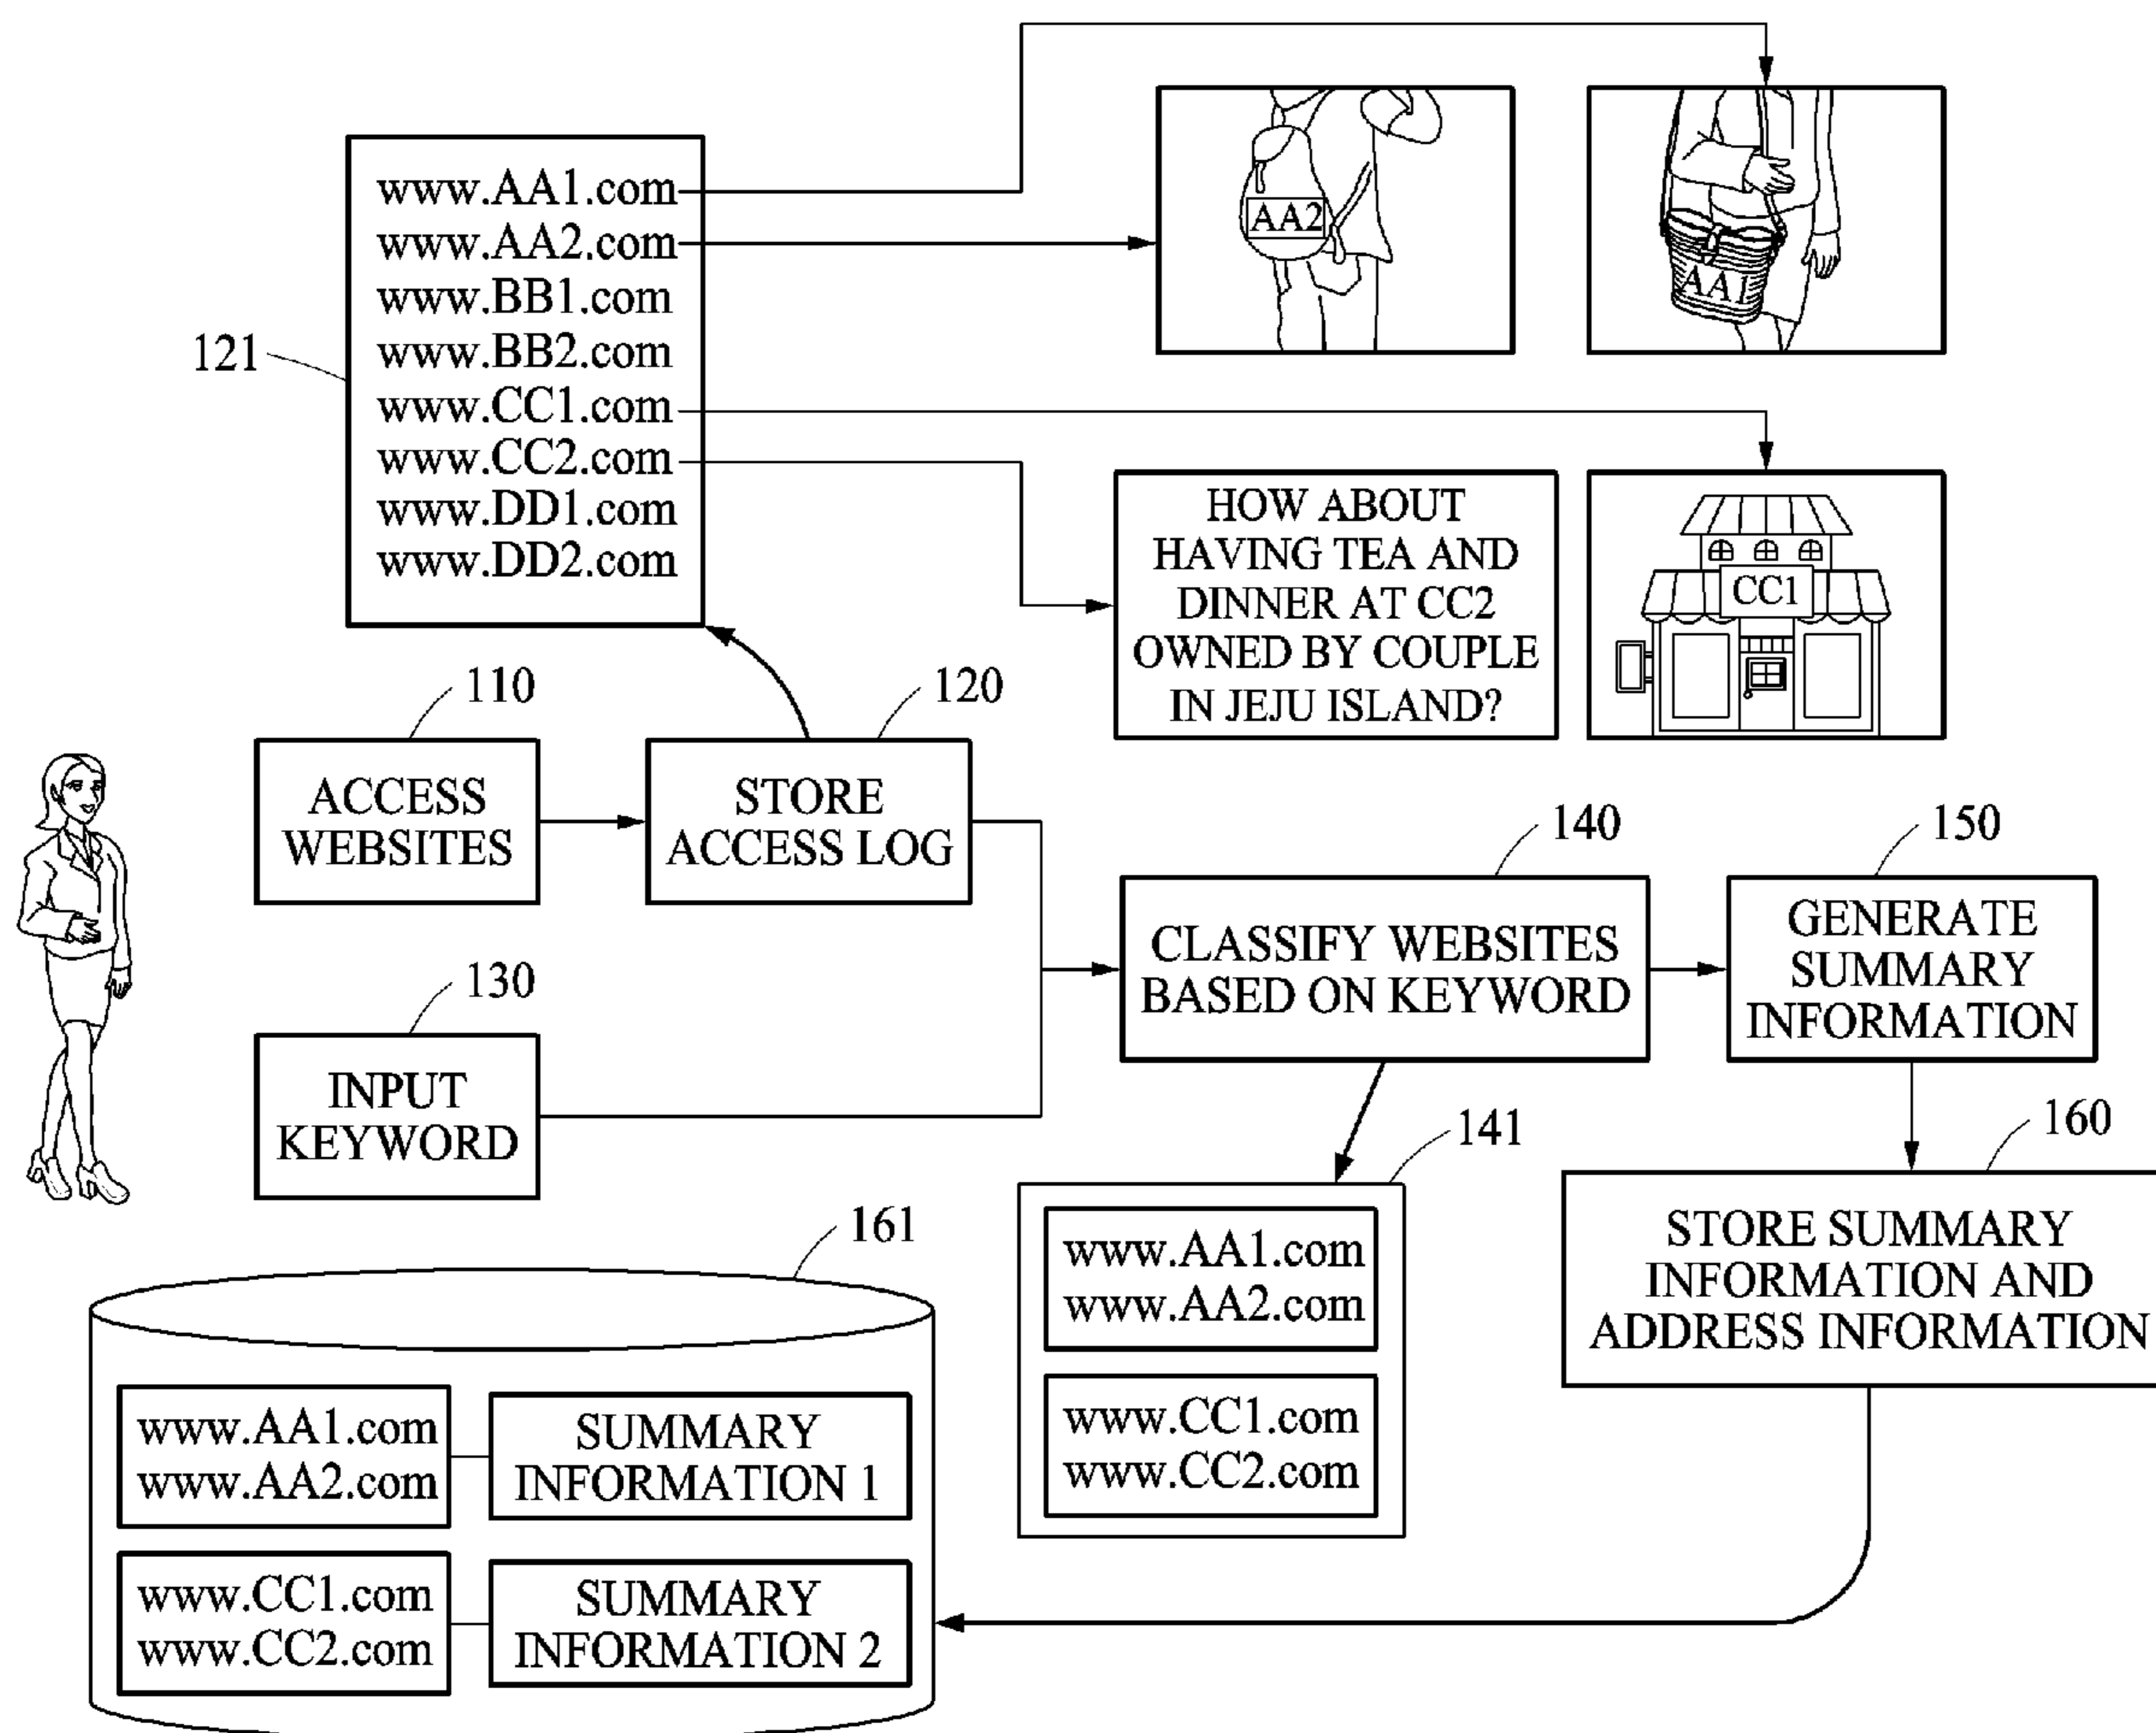 www.AA1.com
www.AA2.com
www.BB1.com
www.BB2.com
www.CC1.com
www.CC2.com
www.DD1.com
www.DD2.com
121
AA2
AA1
HOW ABOUT
HAVING TEA AND
DINNER AT CC2
OWNED BY COUPLE
IN JEJU ISLAND?
CC1
110
ACCESS
WEBSITES
120
STORE
ACCESS LOG
130
INPUT
KEYWORD
140
CLASSIFY WEBSITES
BASED ON KEYWORD
150
GENERATE
SUMMARY
INFORMATION
141
www.AA1.com
www.AA2.com
www.CC1.com
www.CC2.com
160
STORE SUMMARY
INFORMATION AND
ADDRESS INFORMATION
161
www.AA1.com
www.AA2.com
SUMMARY
INFORMATION 1
www.CC1.com
www.CC2.com
SUMMARY
INFORMATION 2